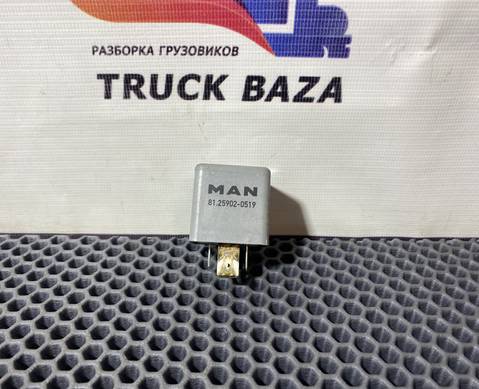 РАЗБОРКА ГРУЗОВИКОВ
TRUCK BAZA
MAN
81.25902-0519